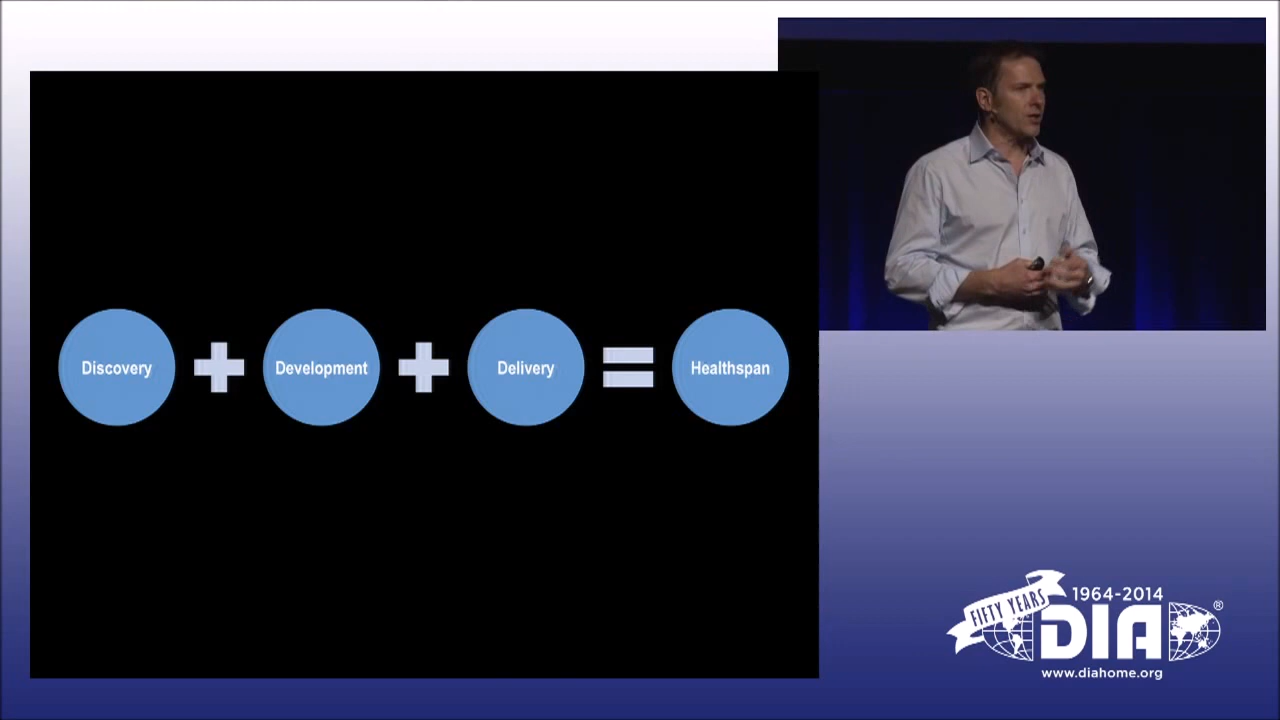 Discovery
Development
Delivery
Healthspan
FIFTY YEARS
1964-2014
DIA®
www.diahome.org